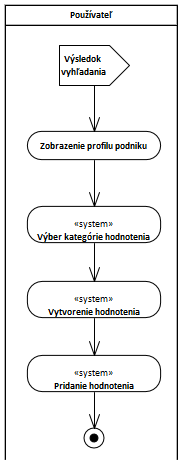 Používateľ
Výsledok
vyhľadania
Zobrazenie profilu podniku
«system»
Výber kategórie hodnotenia
«system»
Vytvorenie hodnotenia
«system»
Pridanie hodnotenia